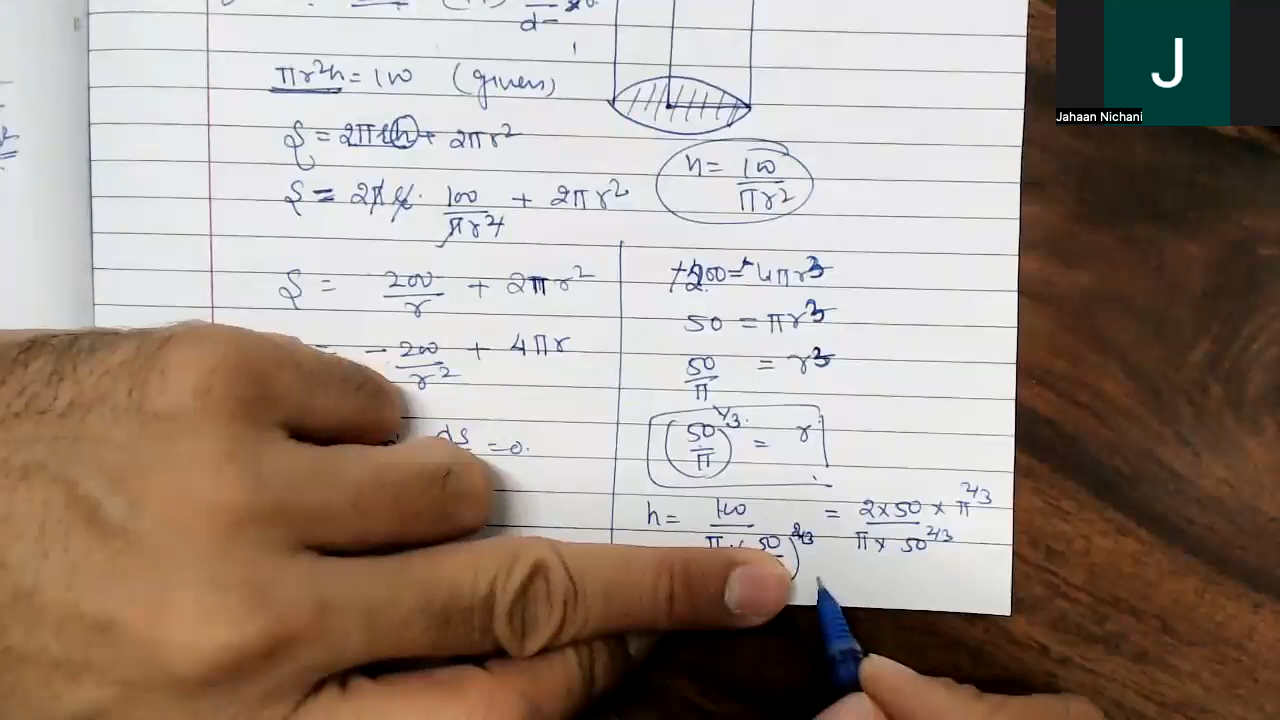 πr²h = 100 (given)
S = 2πrh + 2πr²
h = 100/πr²
S = 2πr · 100/πr² + 2πr²
S = 200/r + 2πr²
= -200/r² + 4πr
dS = 0.
+200 = +4πr³
50 = πr³
50/π = r³
(50/π)^1/3 = r
h = 100/π × (50)^2/3 = 2×50 × π^2/3 / π × 50^2/3
J
Jahaan Nichani